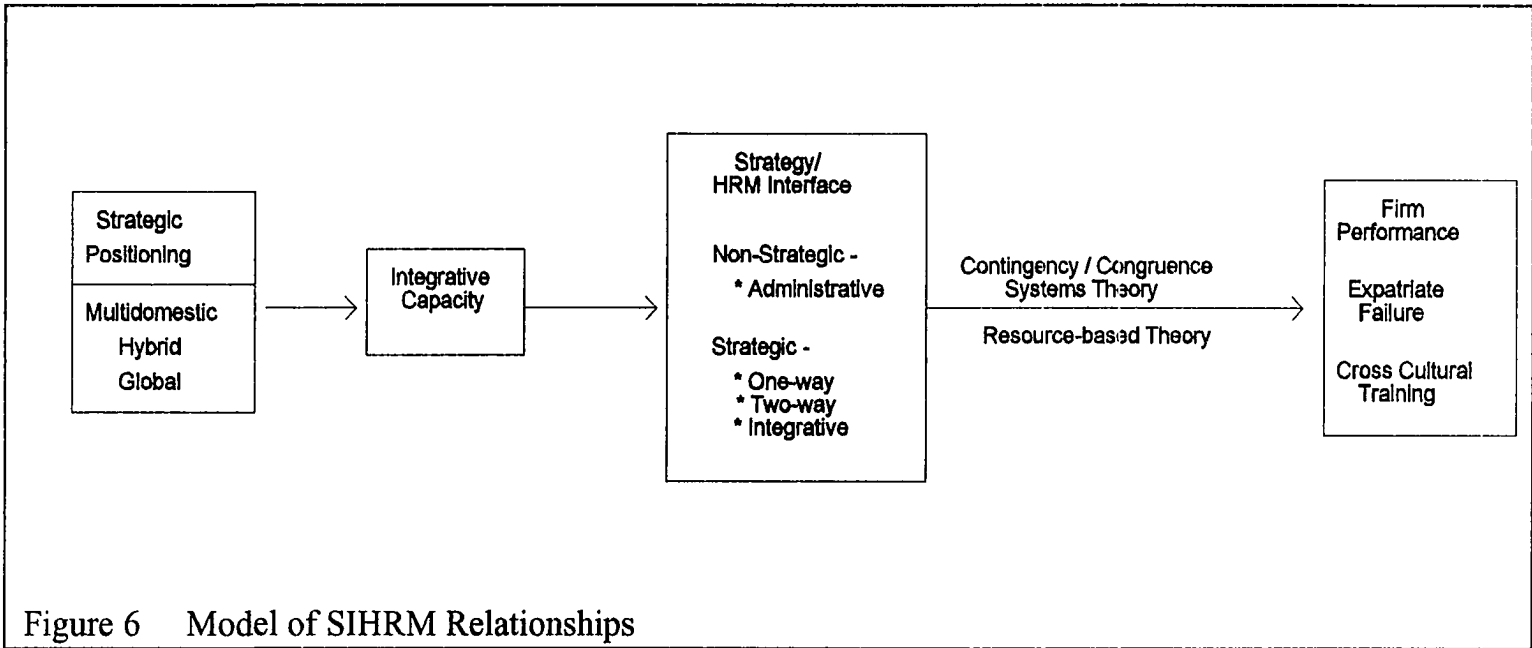 Strategic
Positioning
Multidomestic
Hybrid
Global
Integrative
Capacity
Strategy/
HRM Interface
Non-Strategic -
* Administrative
Strategic -
* One-way
* Two-way
* Integrative
Contingency / Congruence
Systems Theory
Resource-based Theory
Firm
Performance
Expatriate
Failure
Cross Cultural
Training
Figure 6 Model of SIHRM Relationships